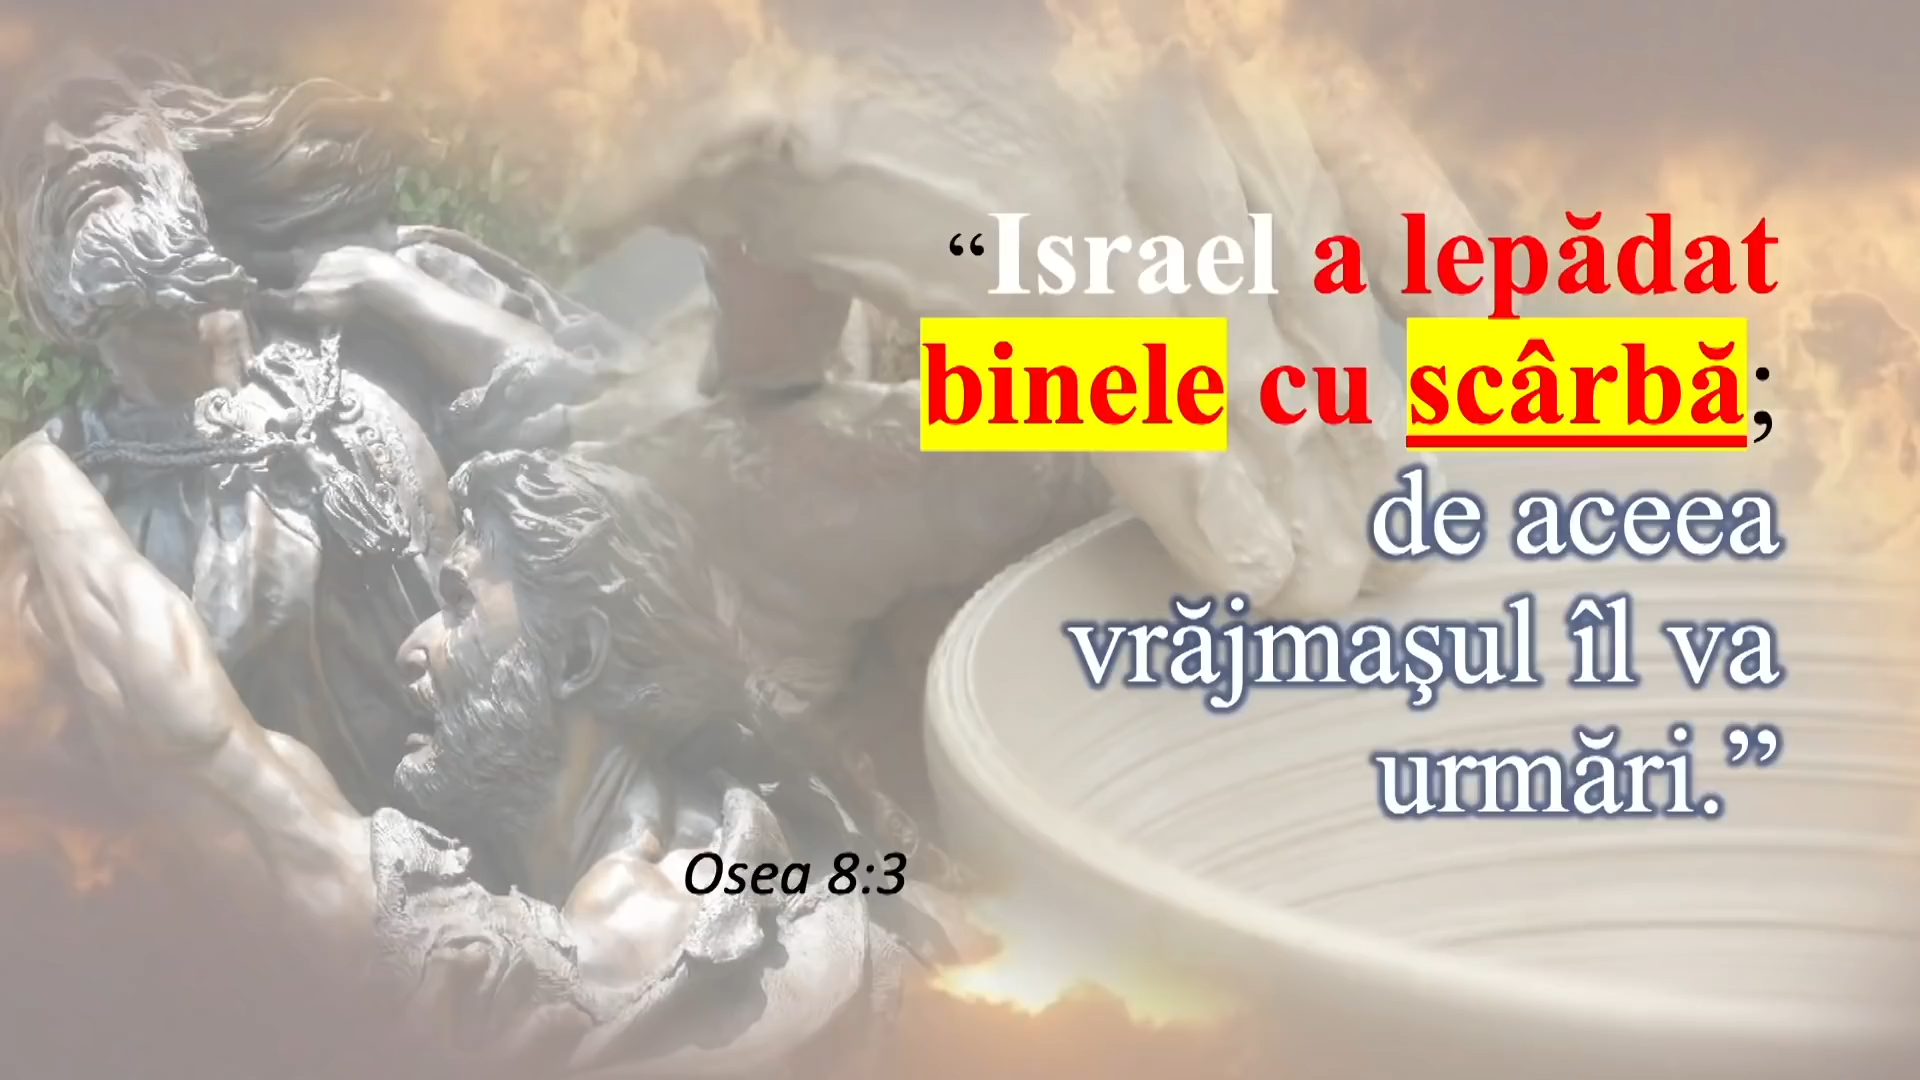 “Israel a lepădat
binele cu scârbă;
de aceea
vrăjmaşul îl va
urmări.”
Osea 8:3